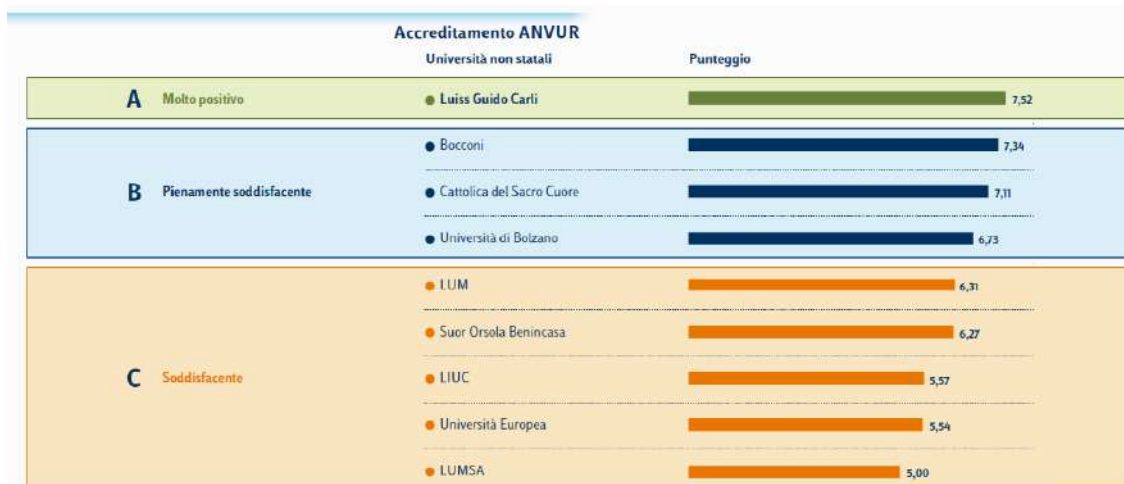 Accreditamento ANVUR
Università non statali Punteggio
A Molto positivo Luiss Guido Carli 7,52
Bocconi 7,34
B Pienamente soddisfacente Cattolica del Sacro Cuore 7,11
Università di Bolzano 6,73
LUM 6,31
Suor Orsola Benincasa 6,27
C Soddisfacente LIUC 5,57
Università Europea 5,54
LUMSA 5,00